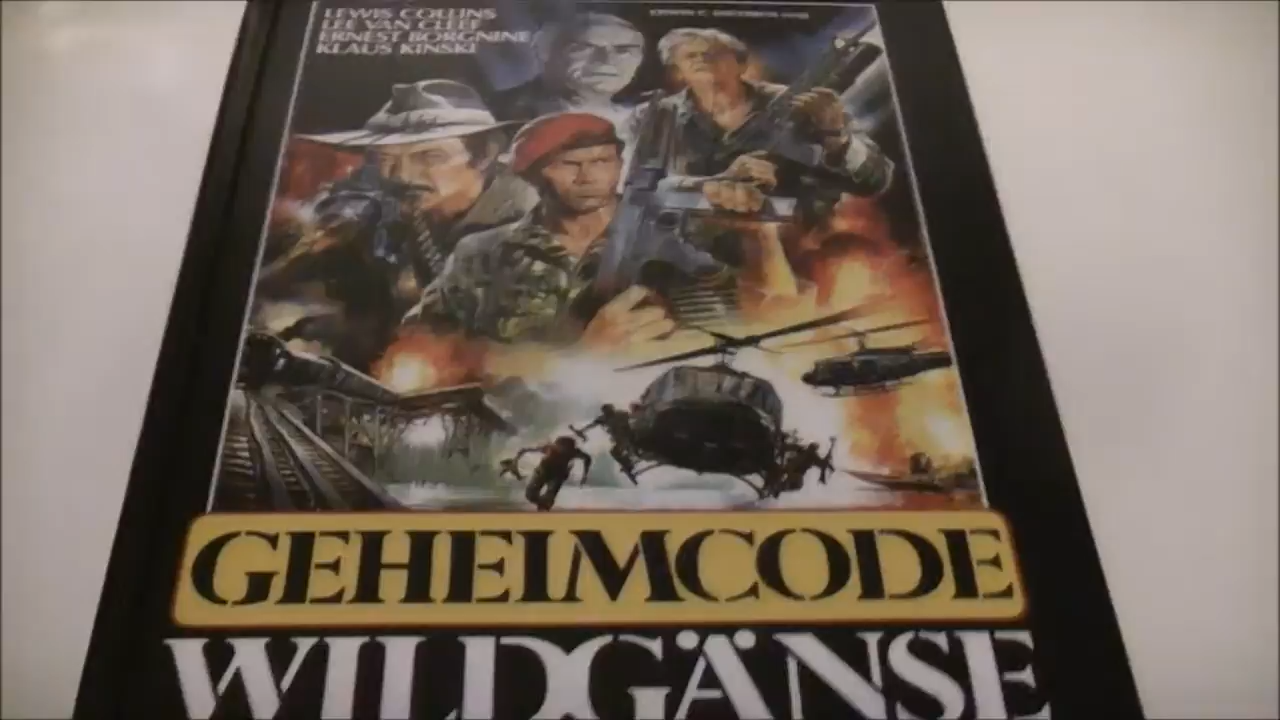 LEWIS COLLINS
LEE VAN CLEEF
ERNEST BORGNINE
KLAUS KINSKI
GEHEIMCODE
WILDGÄNSE